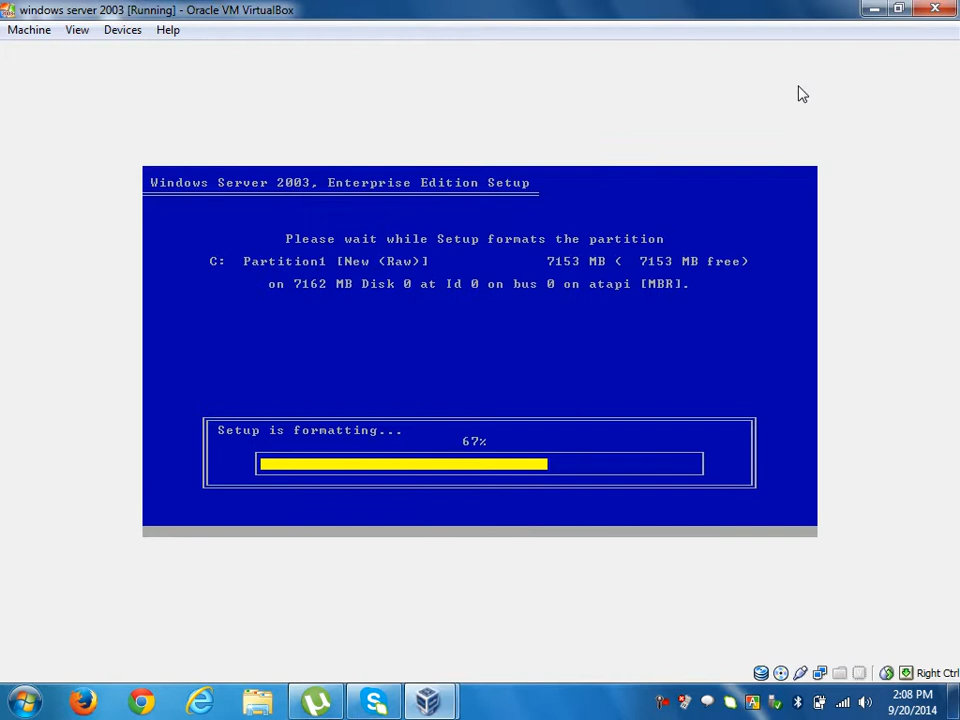 windows server 2003 [Running] - Oracle VM VirtualBox
Machine View Devices Help
Windows Server 2003, Enterprise Edition Setup
Please wait while Setup formats the partition
C: Partition1 [New (Raw)] 7153 MB ( 7153 MB free)
on 7162 MB Disk 0 at Id 0 on bus 0 on atapi [MBR].
Setup is formatting...
67%
Right Ctrl
2:08 PM
9/20/2014